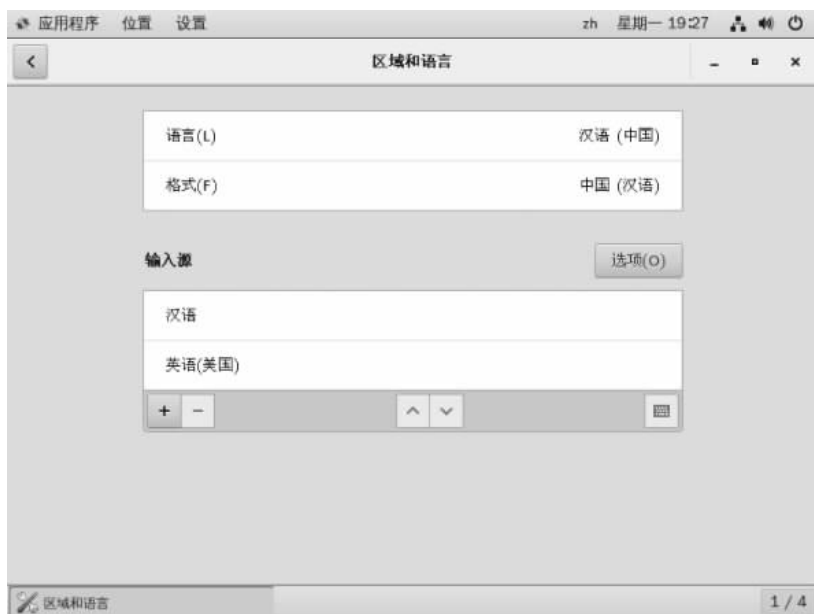 应用程序 位置 设置 zh 星期一 19:27
区域和语言
语言(L) 汉语 (中国)
格式(F) 中国 (汉语)
输入源 选项(O)
汉语
英语(美国)
区域和语言 1 / 4